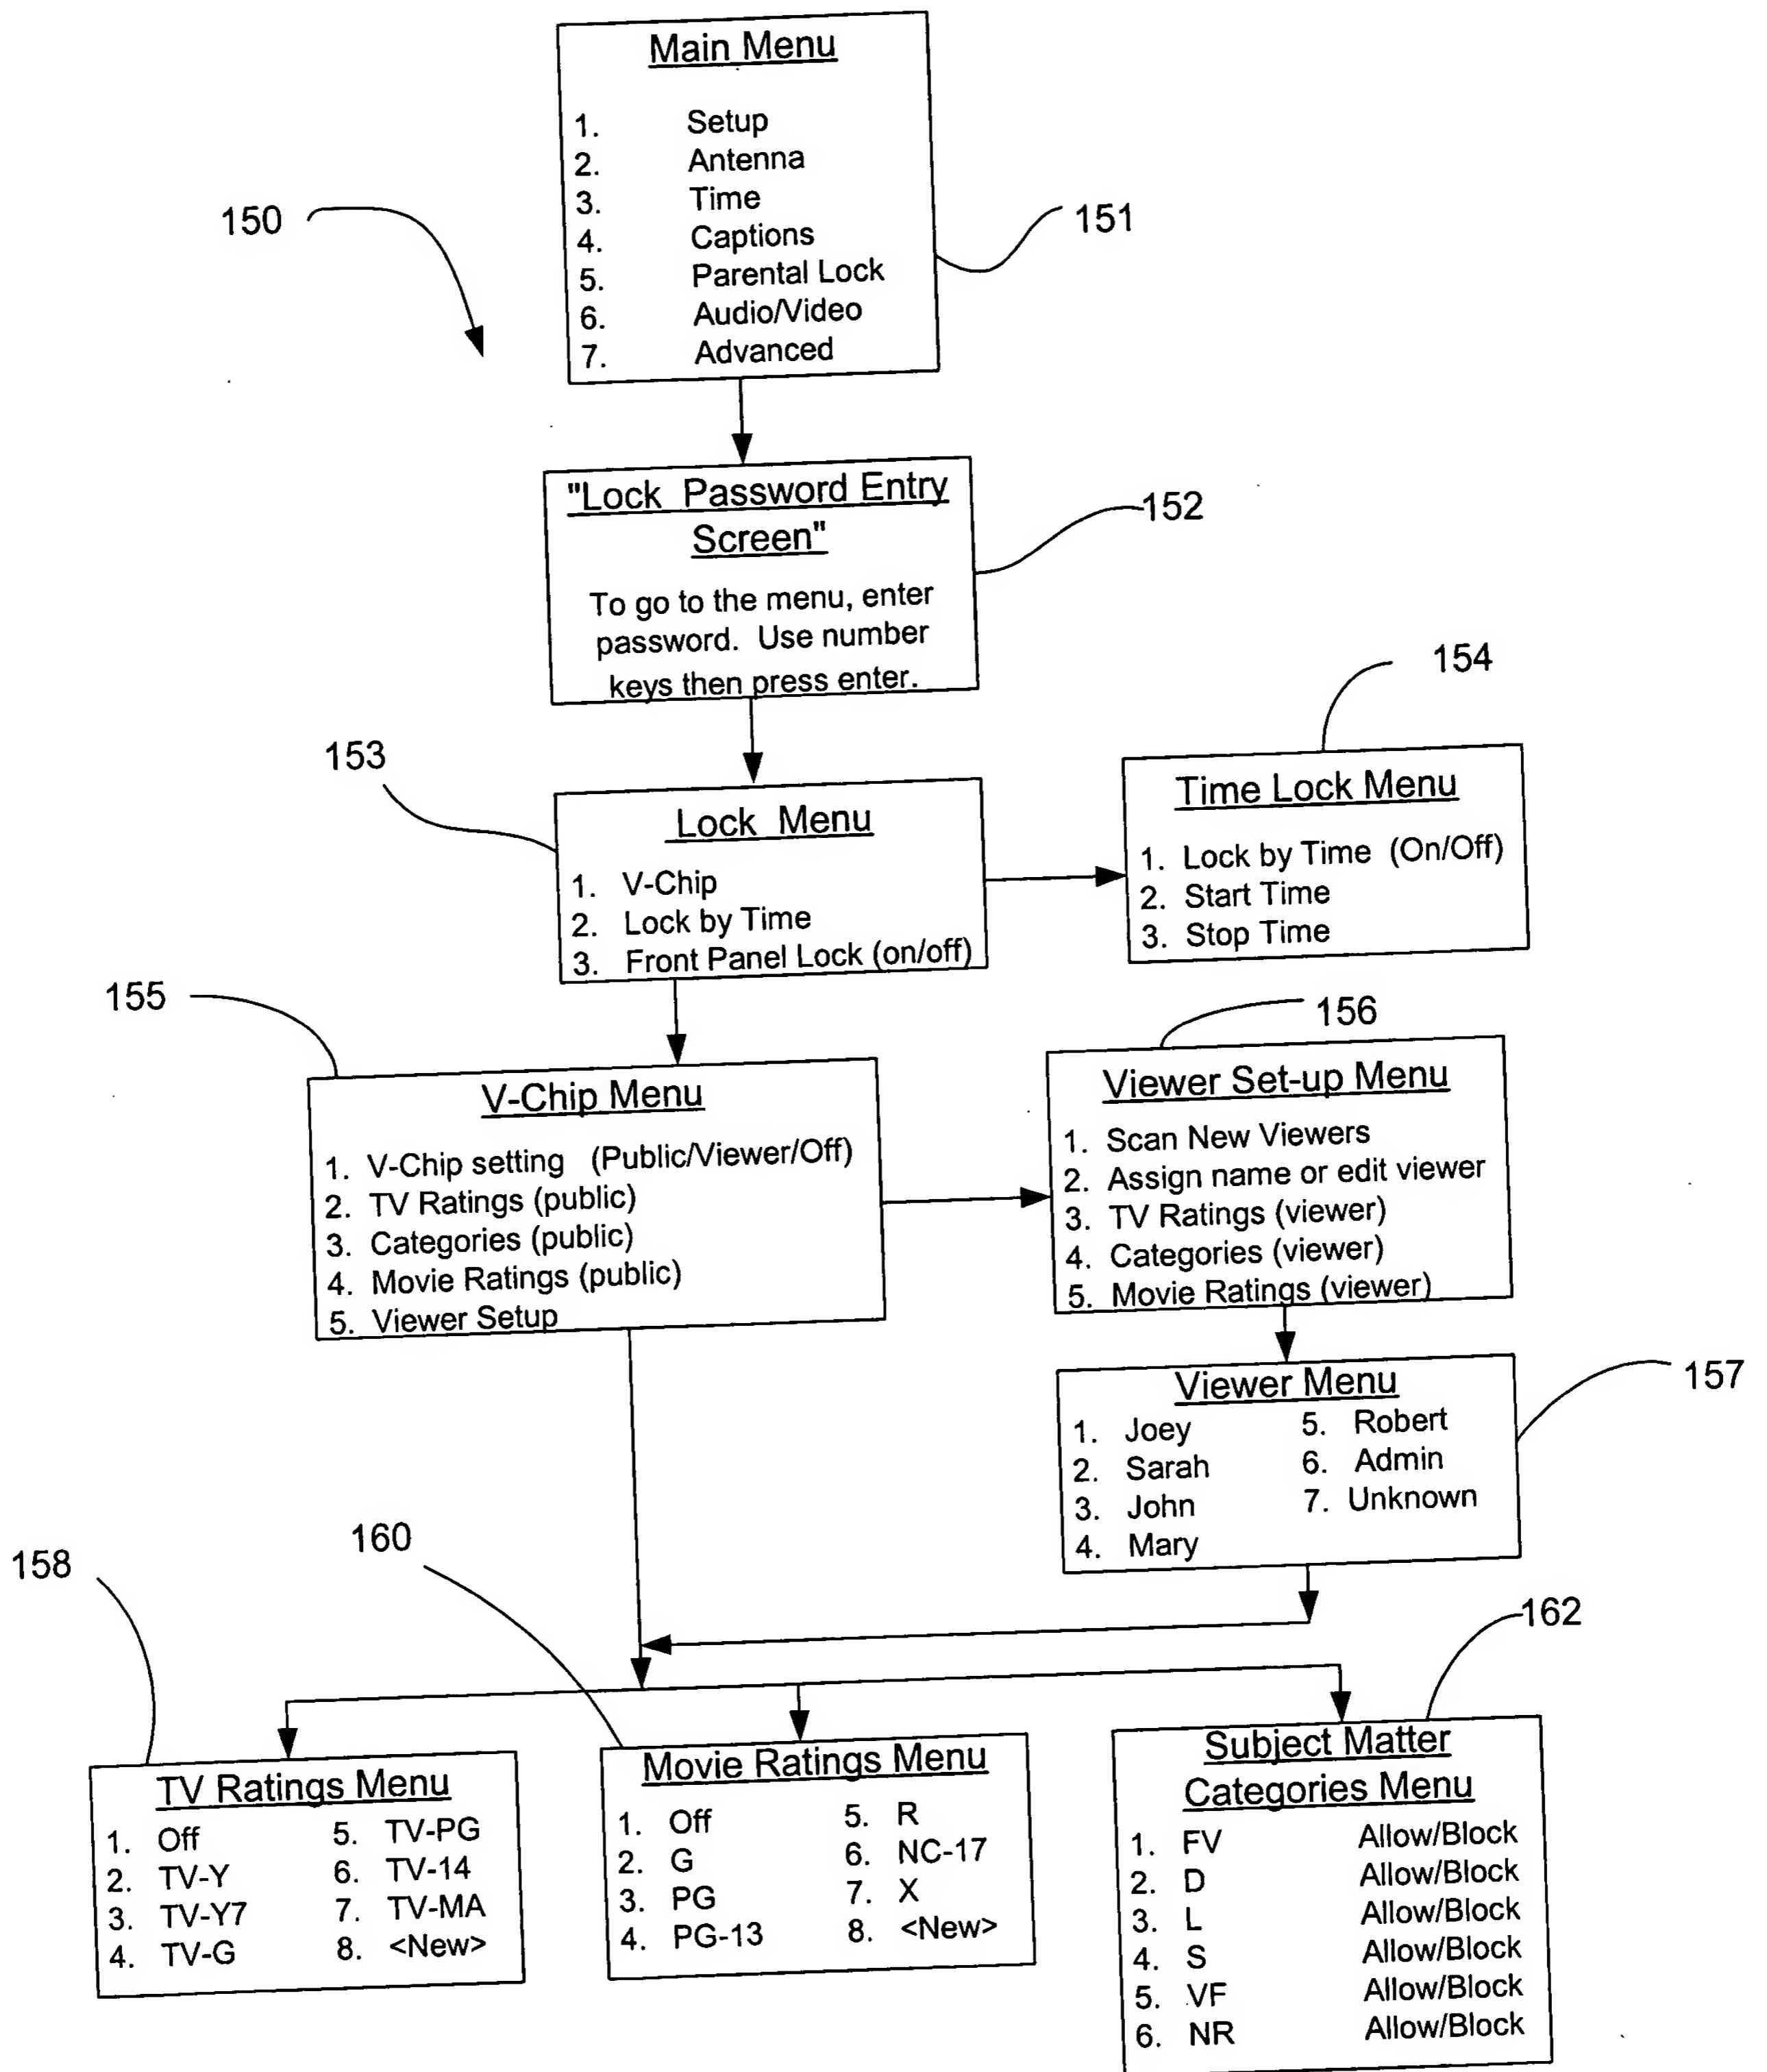 Main Menu
1. Setup
2. Antenna
3. Time
4. Captions
5. Parental Lock
6. Audio/Video
7. Advanced
150
151
"Lock Password Entry
Screen"
To go to the menu, enter
password. Use number
keys then press enter.
152
153
Lock Menu
1. V-Chip
2. Lock by Time
3. Front Panel Lock (on/off)
154
Time Lock Menu
1. Lock by Time (On/Off)
2. Start Time
3. Stop Time
155
V-Chip Menu
1. V-Chip setting (Public/Viewer/Off)
2. TV Ratings (public)
3. Categories (public)
4. Movie Ratings (public)
5. Viewer Setup
156
Viewer Set-up Menu
1. Scan New Viewers
2. Assign name or edit viewer
3. TV Ratings (viewer)
4. Categories (viewer)
5. Movie Ratings (viewer)
157
Viewer Menu
1. Joey 5. Robert
2. Sarah 6. Admin
3. John 7. Unknown
4. Mary
158
TV Ratings Menu
1. Off 5. TV-PG
2. TV-Y 6. TV-14
3. TV-Y7 7. TV-MA
4. TV-G 8. <New>
160
Movie Ratings Menu
1. Off 5. R
2. G 6. NC-17
3. PG 7. X
4. PG-13 8. <New>
162
Subject Matter
Categories Menu
1. FV Allow/Block
2. D Allow/Block
3. L Allow/Block
4. S Allow/Block
5. VF Allow/Block
6. NR Allow/Block